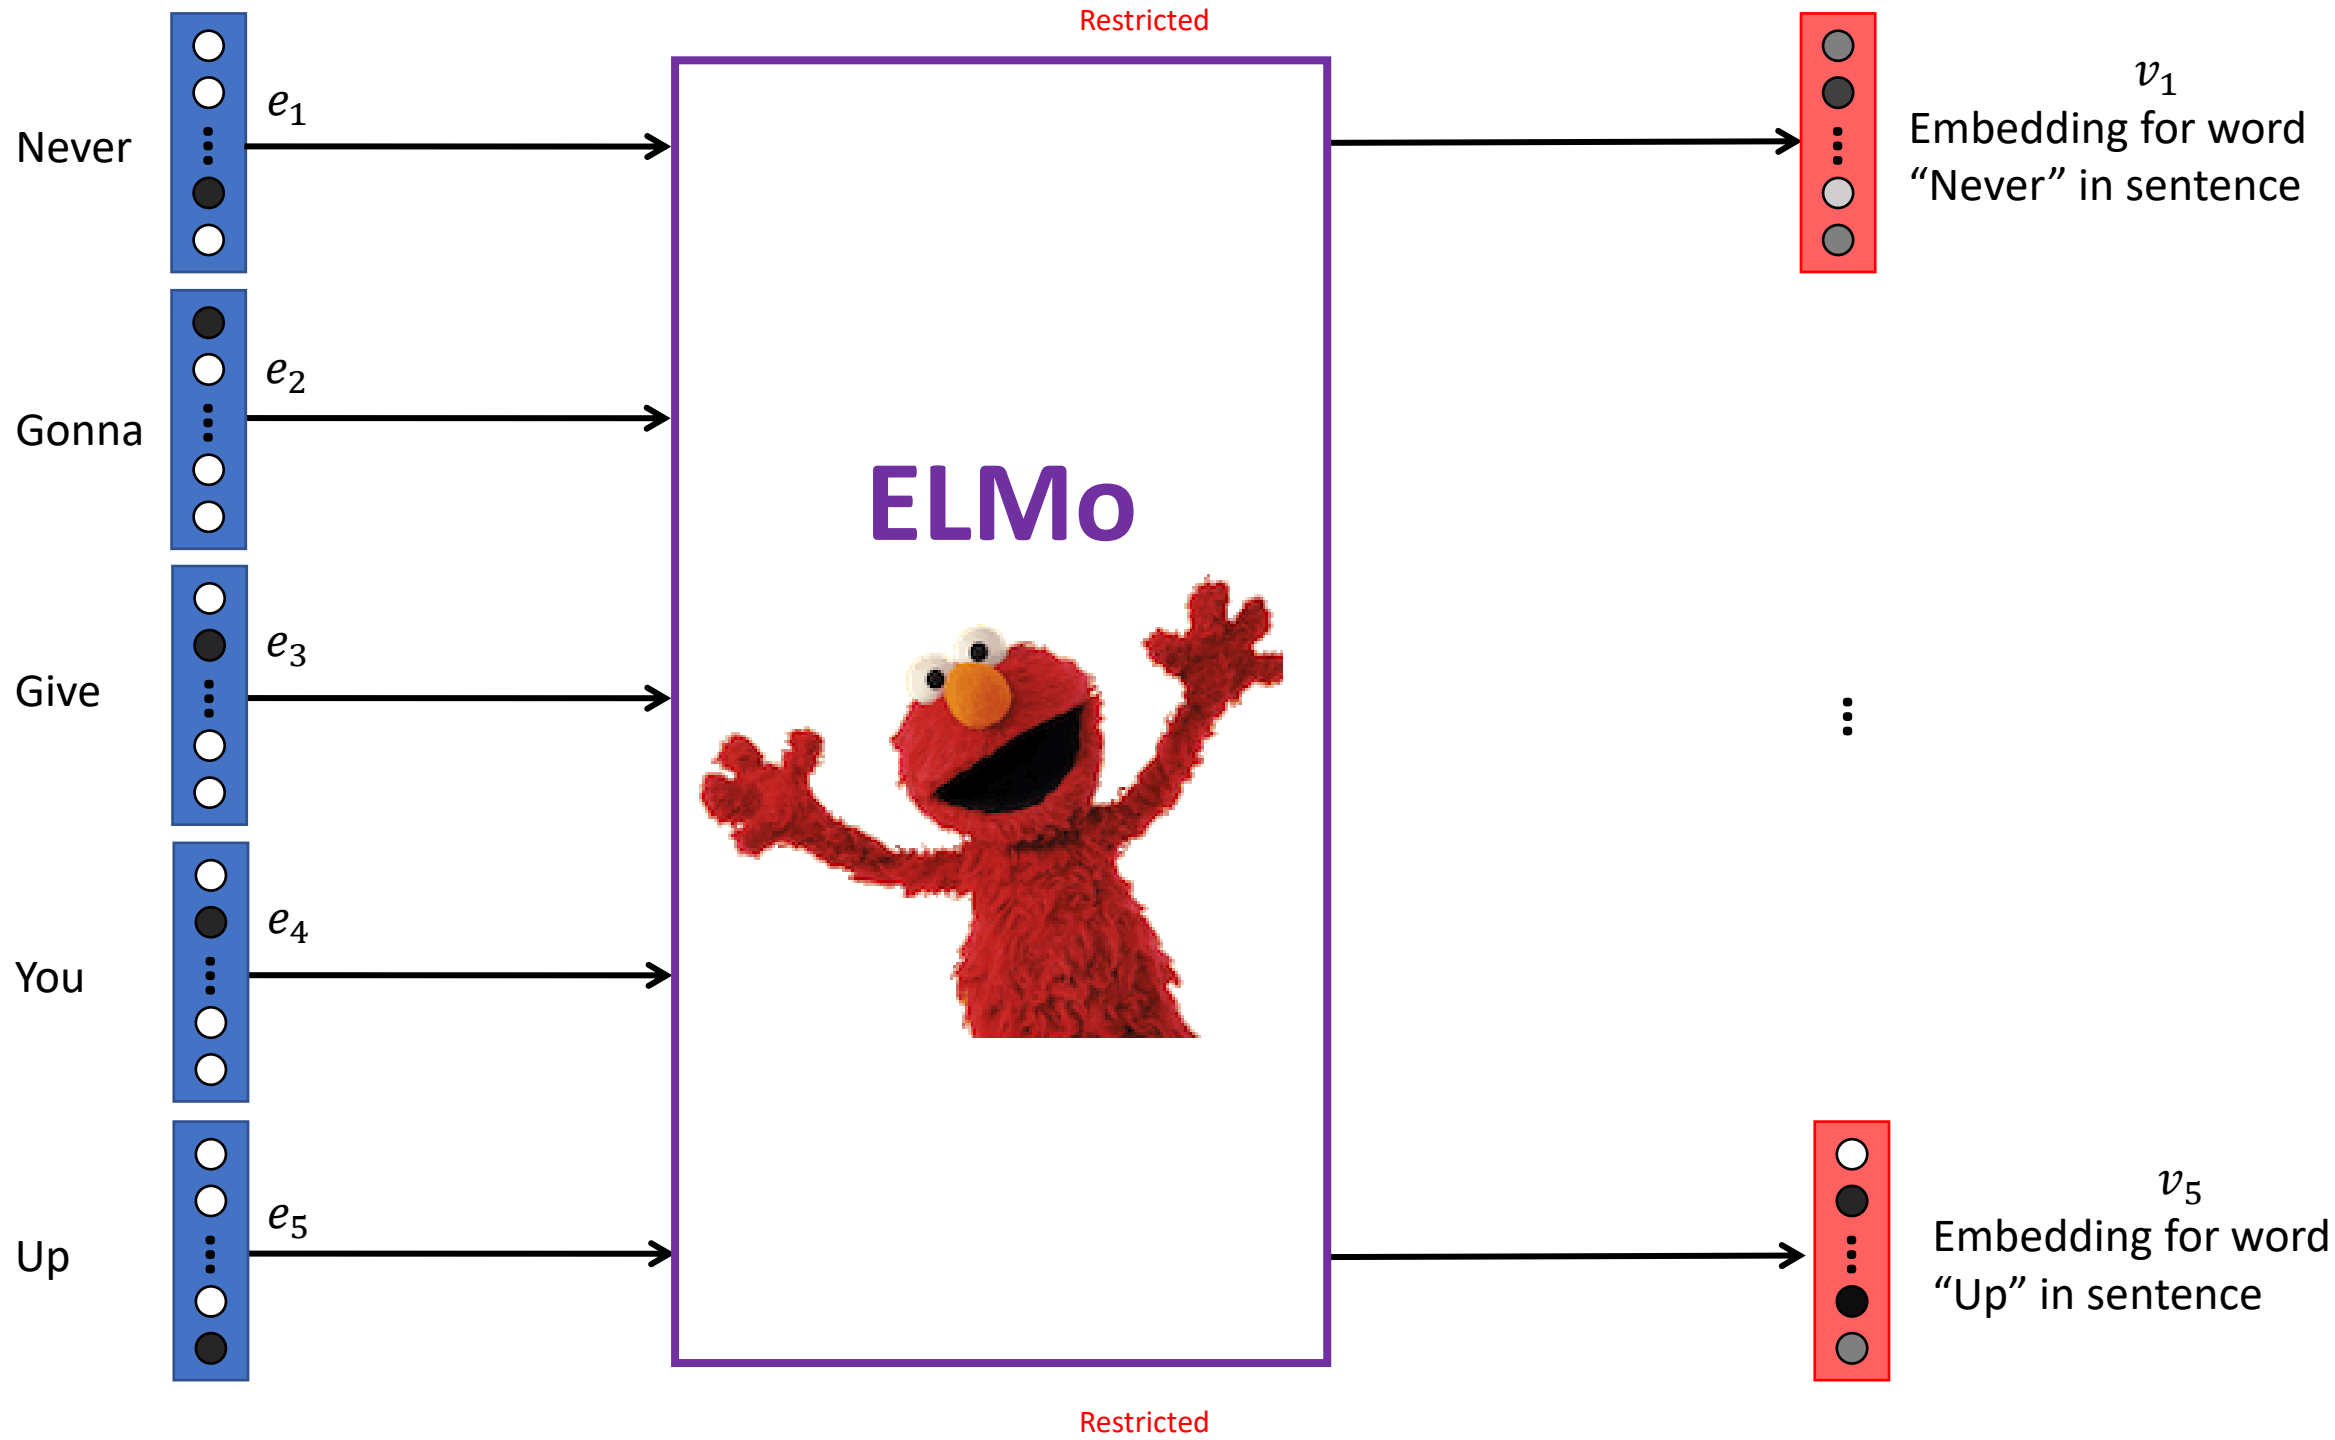 Restricted
Never
e₁
Gonna
e₂
Give
e₃
You
e₄
Up
e₅
ELMo
v₁
Embedding for word
“Never” in sentence
v₅
Embedding for word
“Up” in sentence
Restricted